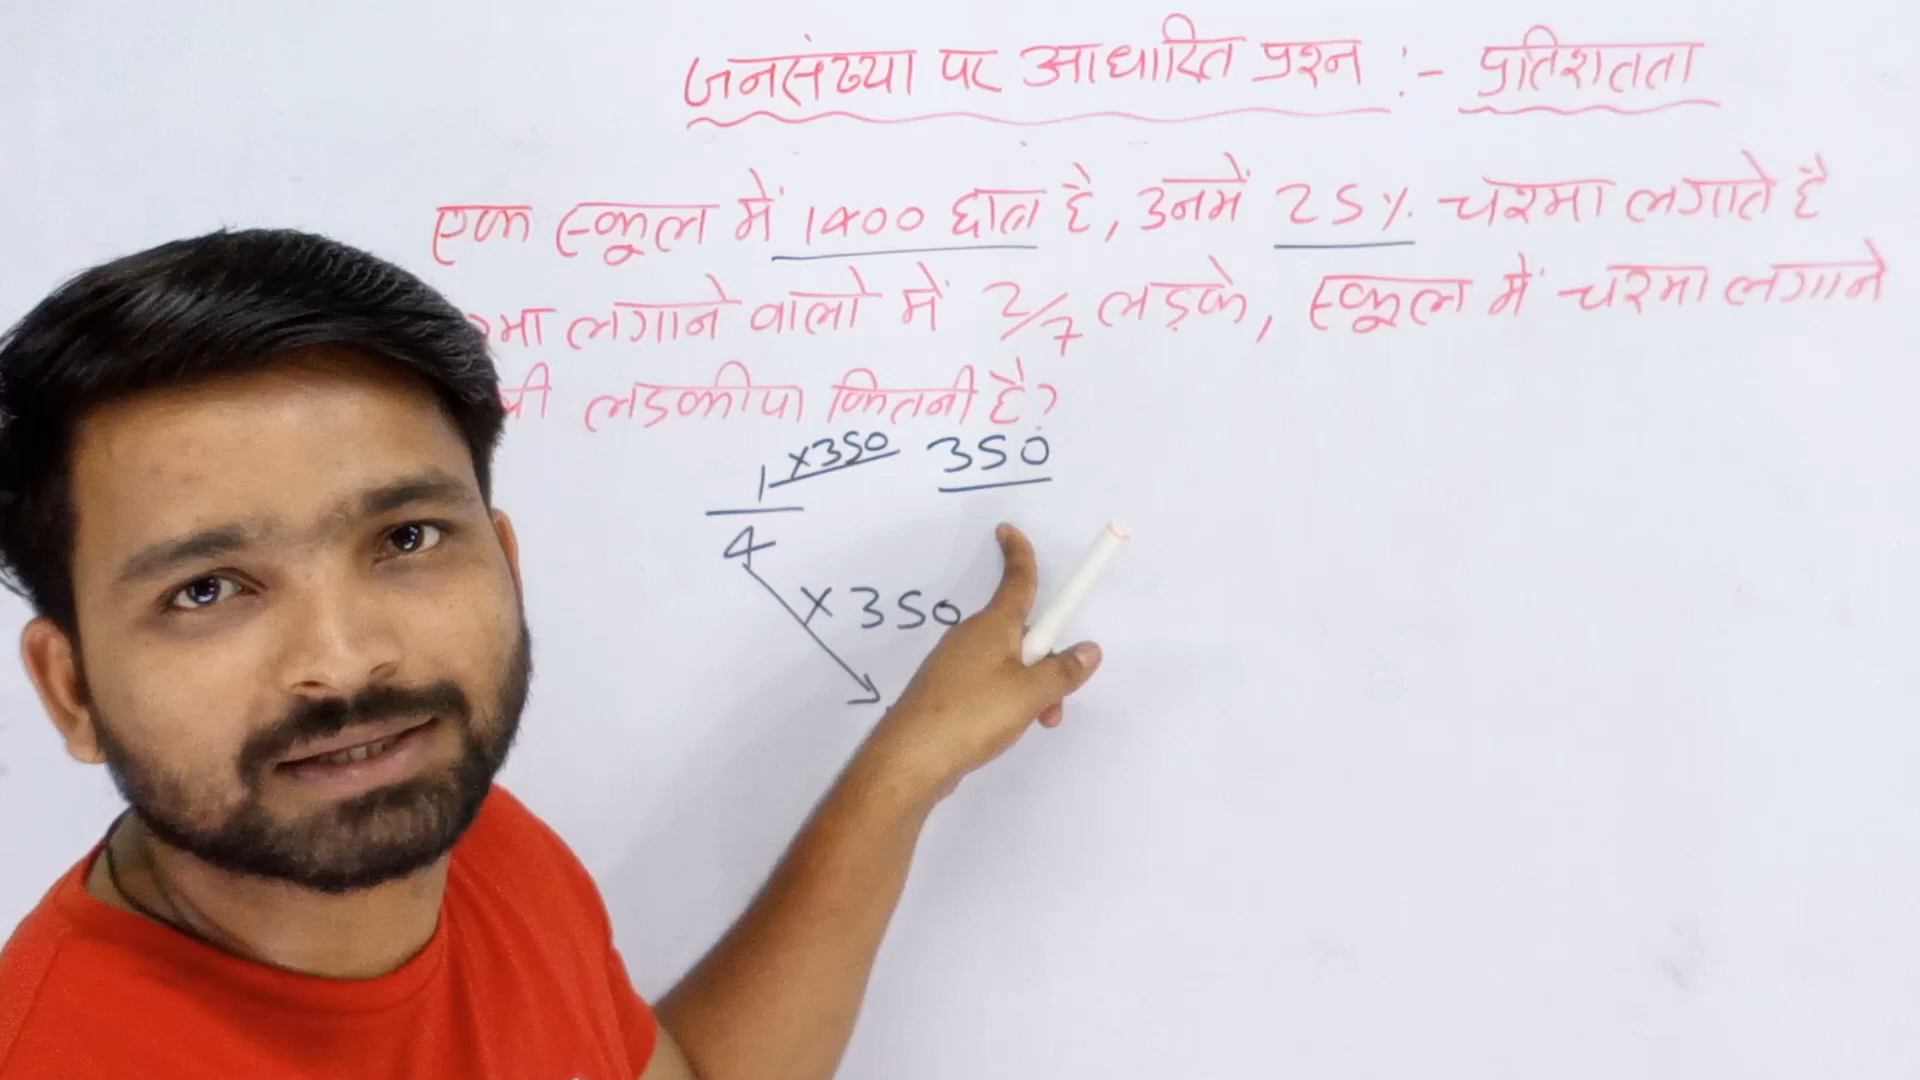 जनसंख्या पर आधारित प्रश्न :- प्रतिशतता
एक स्कूल में 1400 छात्र है, उनमें 25% चश्मा लगाते है
लगाने वालो में 2/7 लड़के, स्कूल में चश्मा लगाने
लडकीया कितनी है?
1 ×350 350
4
×350